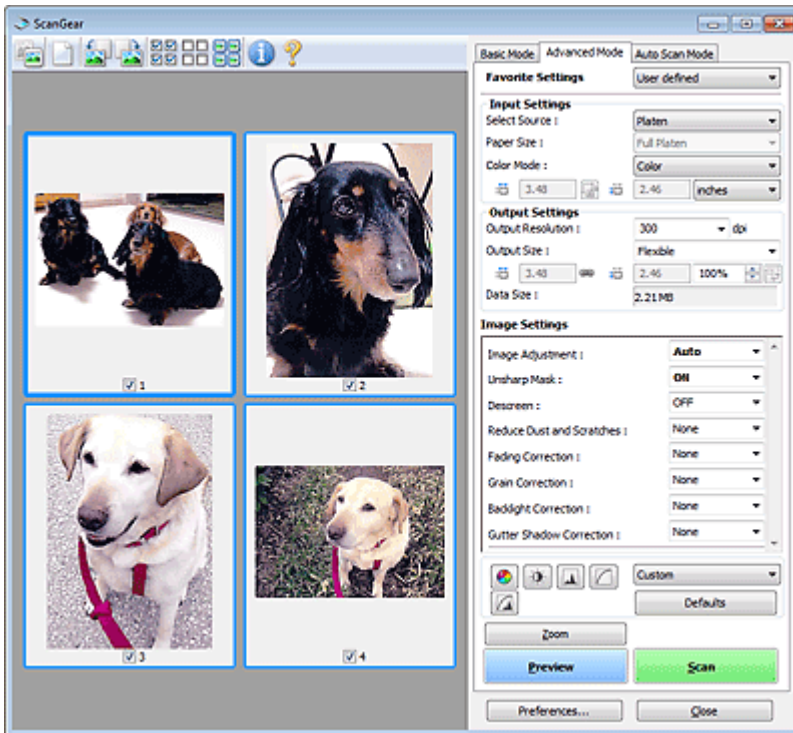 ScanGear
Basic Mode Advanced Mode Auto Scan Mode
Favorite Settings User defined
Input Settings
Select Source : Platen
Paper Size : Full Platen
Color Mode : Color
3.48 2.46 inches
Output Settings
Output Resolution : 300 dpi
Output Size : Flexible
3.48 2.46 100%
Data Size : 2.21MB
Image Settings
Image Adjustment : Auto
Unsharp Mask : ON
Descreen : OFF
Reduce Dust and Scratches : None
Fading Correction : None
Grain Correction : None
Backlight Correction : None
Gutter Shadow Correction : None
Custom
Defaults
Zoom
Preview Scan
Preferences... Close
1
2
3
4